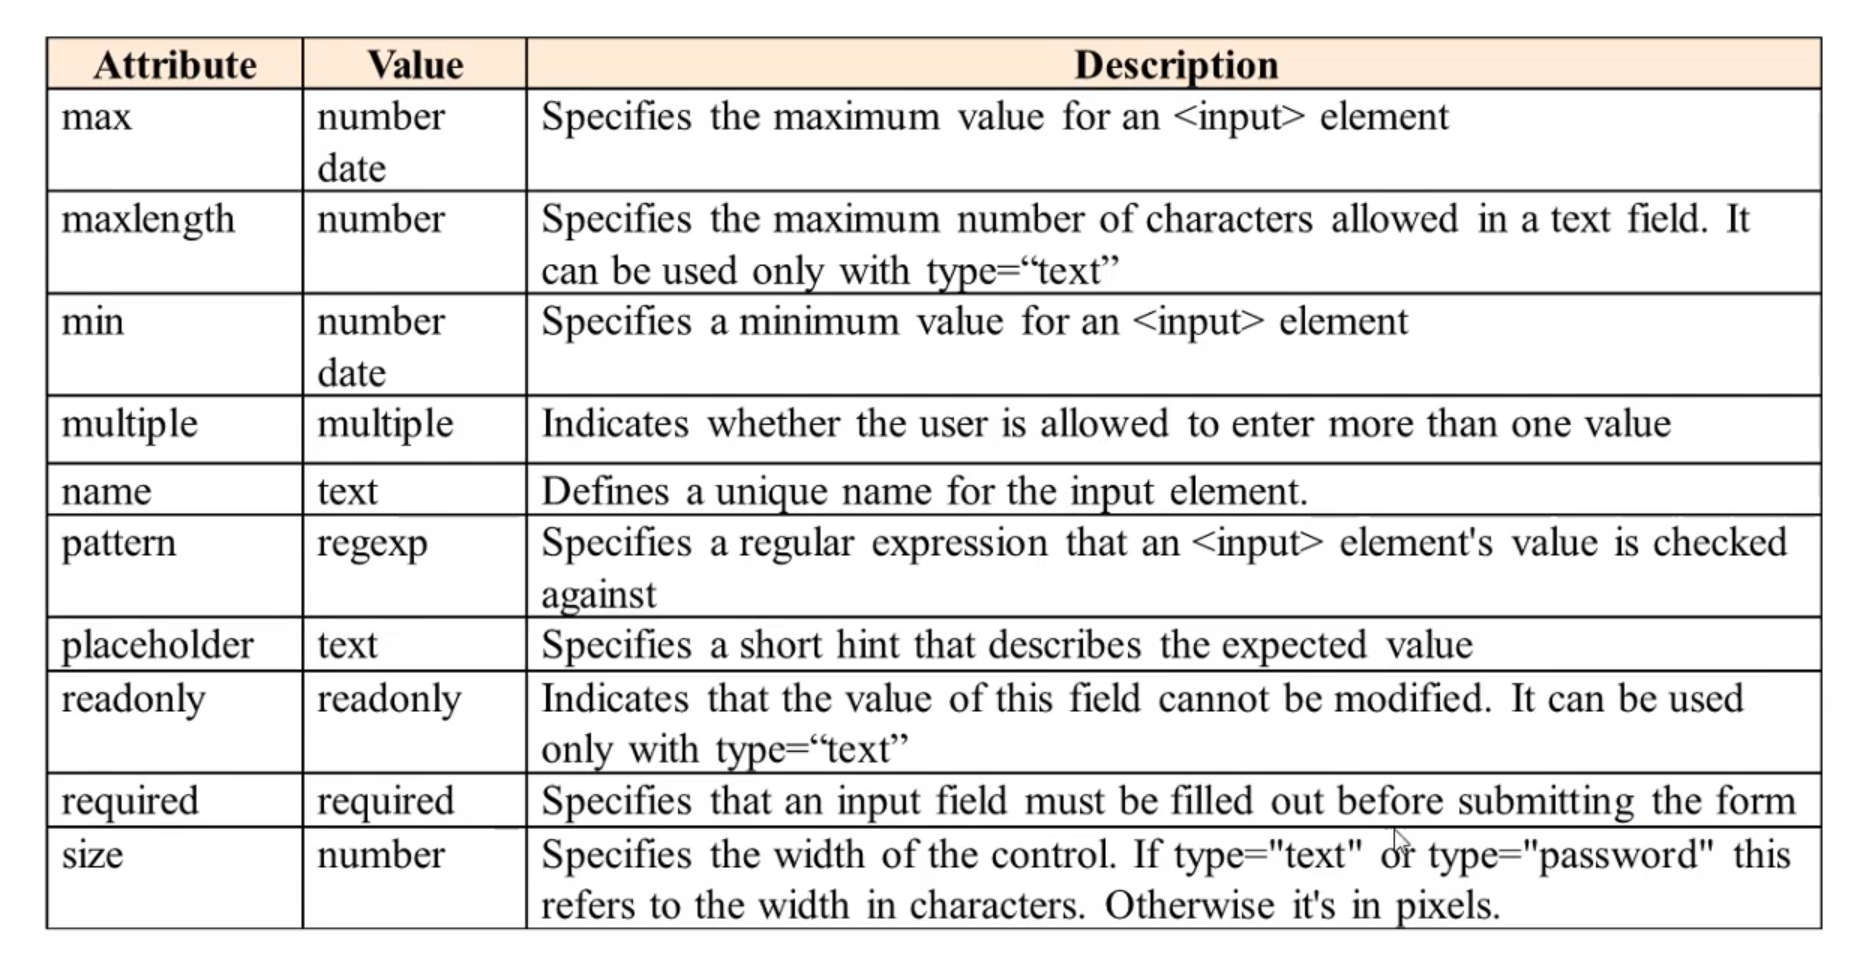 Attribute Value Description
max number Specifies the maximum value for an <input> element
date
maxlength number Specifies the maximum number of characters allowed in a text field. It
can be used only with type=“text”
min number Specifies a minimum value for an <input> element
date
multiple multiple Indicates whether the user is allowed to enter more than one value
name text Defines a unique name for the input element.
pattern regexp Specifies a regular expression that an <input> element's value is checked
against
placeholder text Specifies a short hint that describes the expected value
readonly readonly Indicates that the value of this field cannot be modified. It can be used
only with type=“text”
required required Specifies that an input field must be filled out before submitting the form
size number Specifies the width of the control. If type="text" or type="password" this
refers to the width in characters. Otherwise it's in pixels.